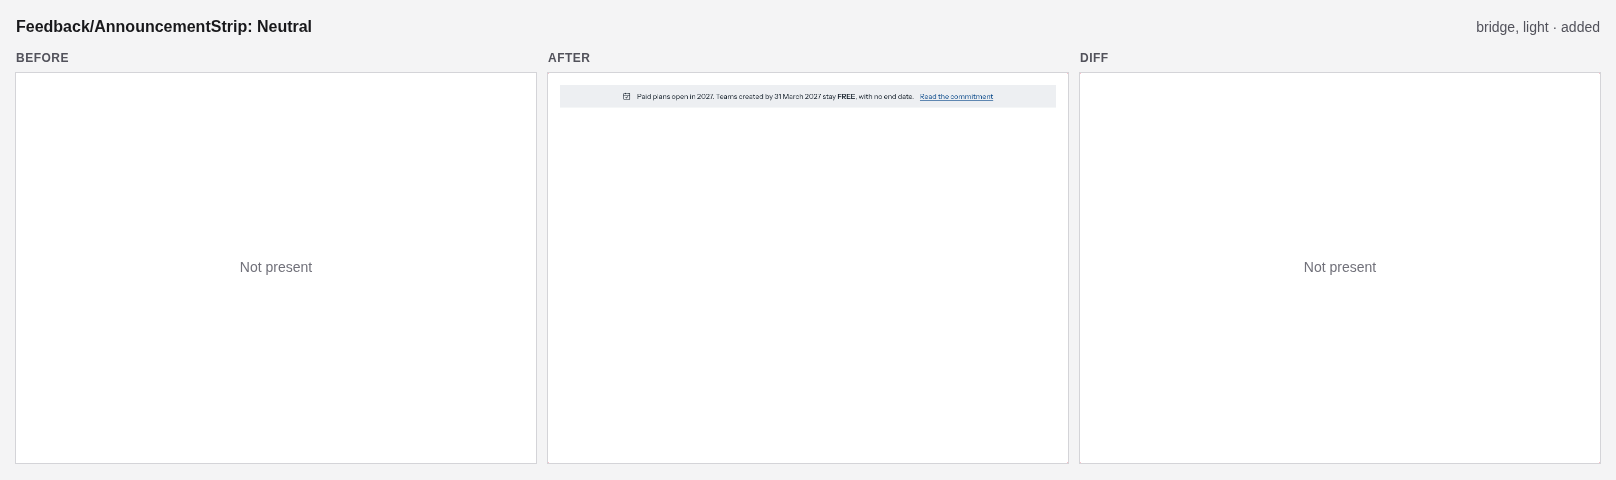 Feedback/AnnouncementStrip: Neutral
bridge, light · added
BEFORE
AFTER
DIFF
Not present
Paid plans open in 2027. Teams created by 31 March 2027 stay FREE, with no end date. Read the commitment
Not present